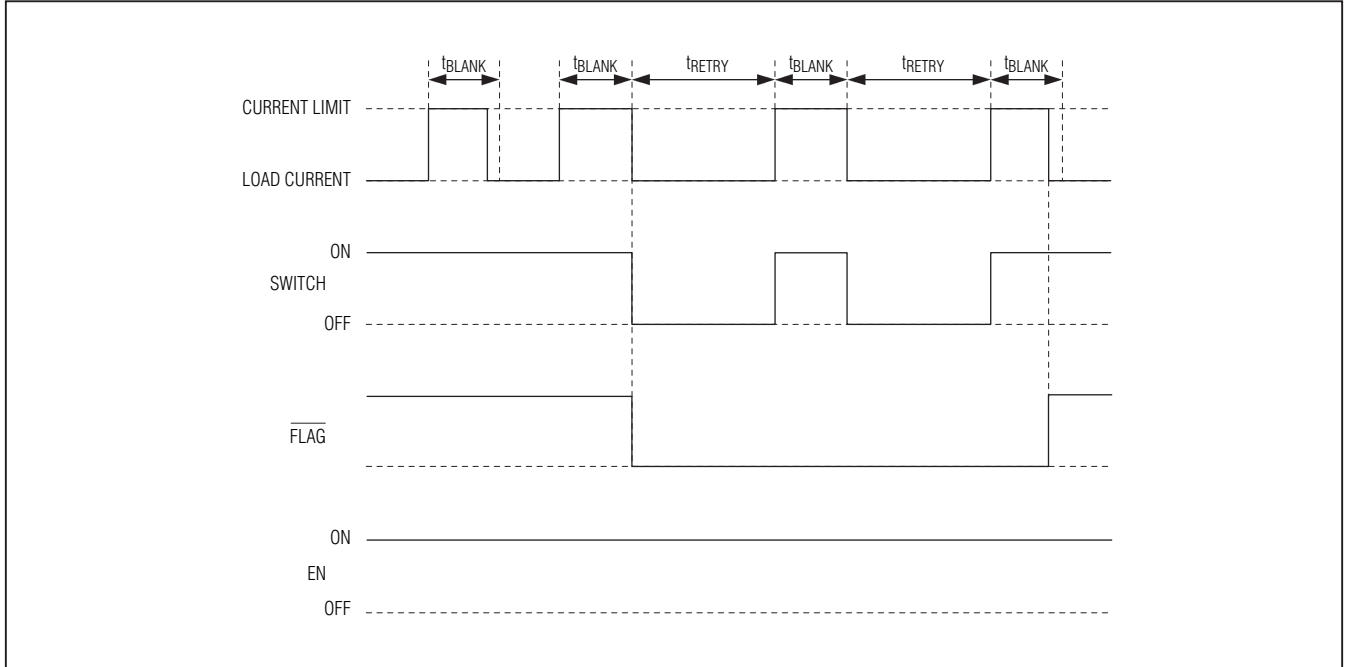 tBLANK tBLANK tRETRY tBLANK tRETRY tBLANK
CURRENT LIMIT
LOAD CURRENT
ON
SWITCH
OFF
FLAG
ON
EN
OFF